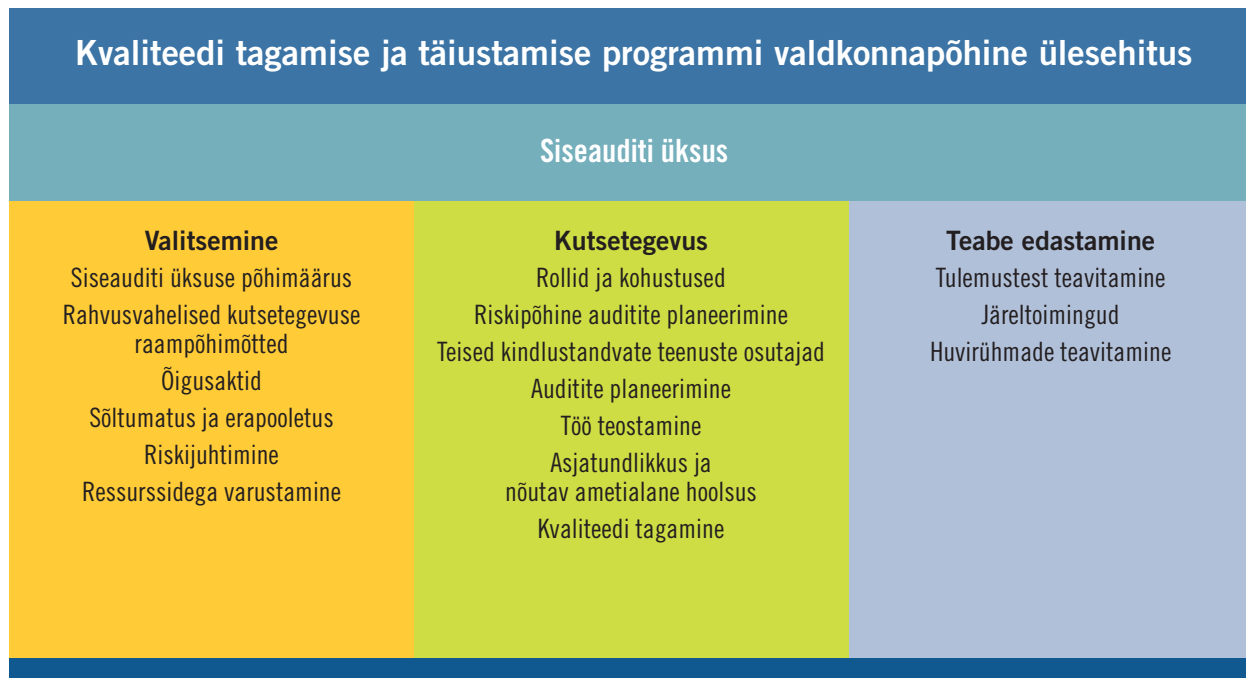 Kvaliteedi tagamise ja täiustamise programmi valdkonnapõhine ülesehitus
Siseauditi üksus
Valitsemine
Siseauditi üksuse põhimäärus
Rahvusvahelised kutsetegevuse
raampõhimõtted
Õigusaktid
Sõltumatus ja erapooletus
Riskijuhtimine
Ressurssidega varustamine
Kutsetegevus
Rollid ja kohustused
Riskipõhine auditite planeerimine
Teised kindlustandvate teenuste osutajad
Auditite planeerimine
Töö teostamine
Asjatundlikkus ja
nõutav ametialane hoolsus
Kvaliteedi tagamine
Teabe edastamine
Tulemustest teavitamine
Järeltoimingud
Huvirühmade teavitamine